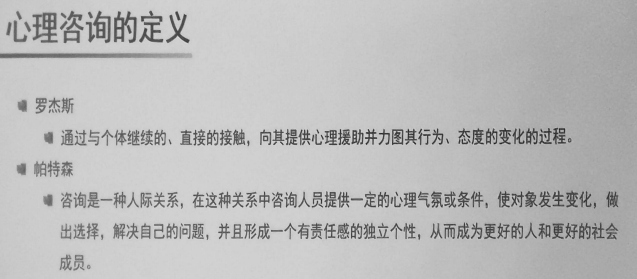 心理咨询的定义
罗杰斯
通过与个体继续的、直接的接触，向其提供心理援助并力图其行为、态度的变化的过程。
帕特森
咨询是一种人际关系，在这种关系中咨询人员提供一定的心理气氛或条件，使对象发生变化，做
出选择，解决自己的问题，并且形成一个有责任感的独立个性，从而成为更好的人和更好的社会
成员。